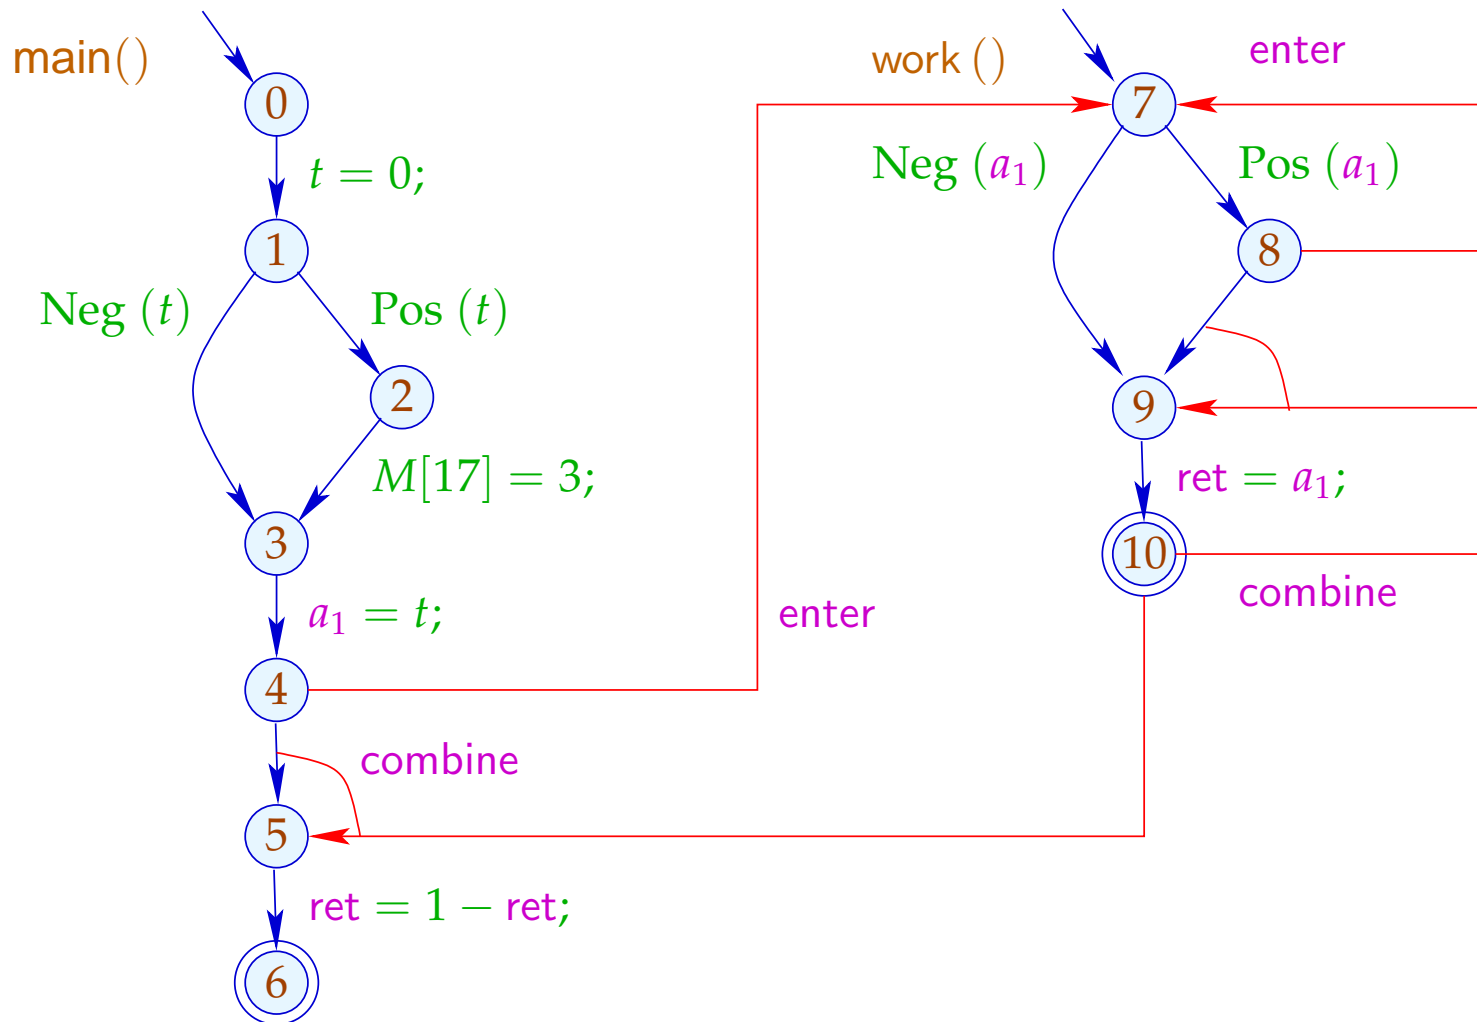 main()
0
t = 0;
1
Neg (t)
Pos (t)
2
M[17] = 3;
3
a₁ = t;
4
enter
combine
5
ret = 1 − ret;
6
work ()
7
enter
Neg (a₁)
Pos (a₁)
8
9
ret = a₁;
10
combine